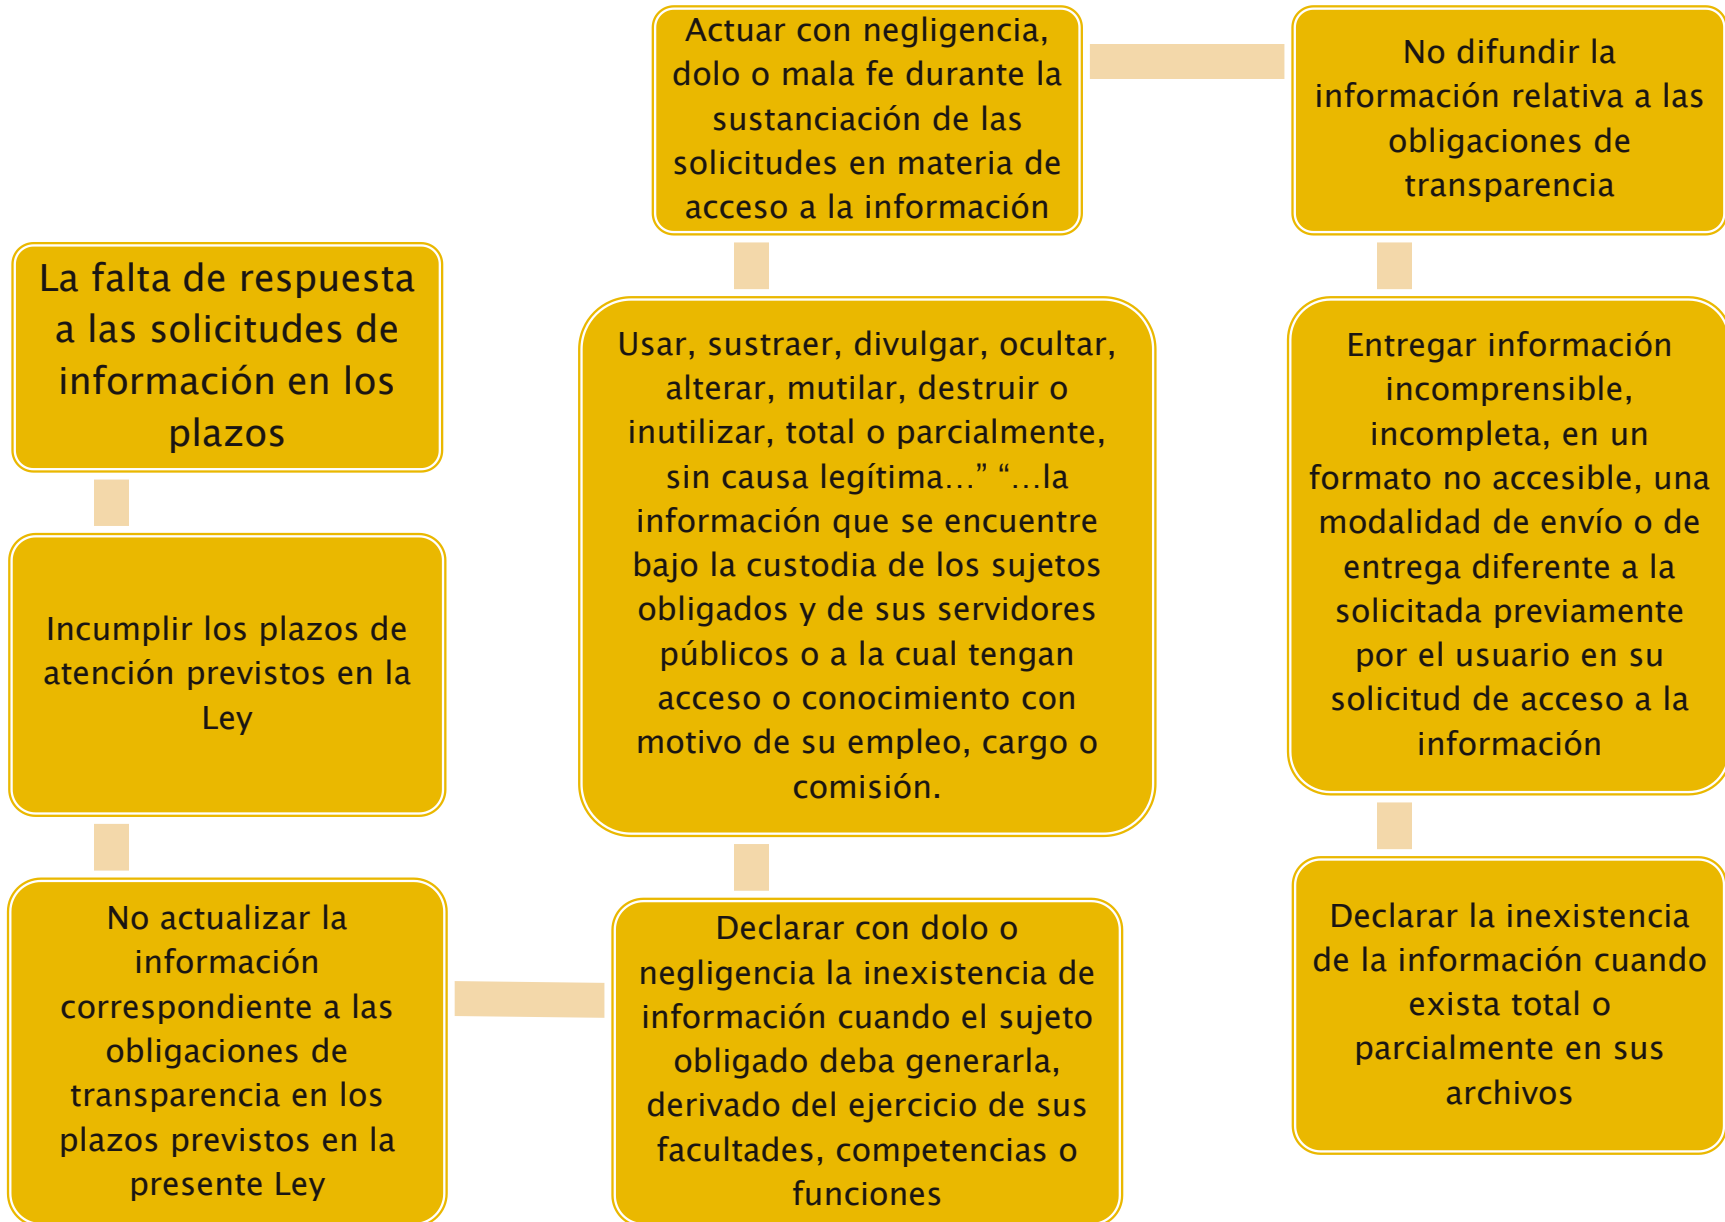 La falta de respuesta
a las solicitudes de
información en los
plazos
Incumplir los plazos de
atención previstos en la
Ley
No actualizar la
información
correspondiente a las
obligaciones de
transparencia en los
plazos previstos en la
presente Ley
Declarar con dolo o
negligencia la inexistencia de
información cuando el sujeto
obligado deba generarla,
derivado del ejercicio de sus
facultades, competencias o
funciones
Usar, sustraer, divulgar, ocultar,
alterar, mutilar, destruir o
inutilizar, total o parcialmente,
sin causa legítima…” “…la
información que se encuentre
bajo la custodia de los sujetos
obligados y de sus servidores
públicos o a la cual tengan
acceso o conocimiento con
motivo de su empleo, cargo o
comisión.
Actuar con negligencia,
dolo o mala fe durante la
sustanciación de las
solicitudes en materia de
acceso a la información
No difundir la
información relativa a las
obligaciones de
transparencia
Entregar información
incomprensible,
incompleta, en un
formato no accesible, una
modalidad de envío o de
entrega diferente a la
solicitada previamente
por el usuario en su
solicitud de acceso a la
información
Declarar la inexistencia
de la información cuando
exista total o
parcialmente en sus
archivos